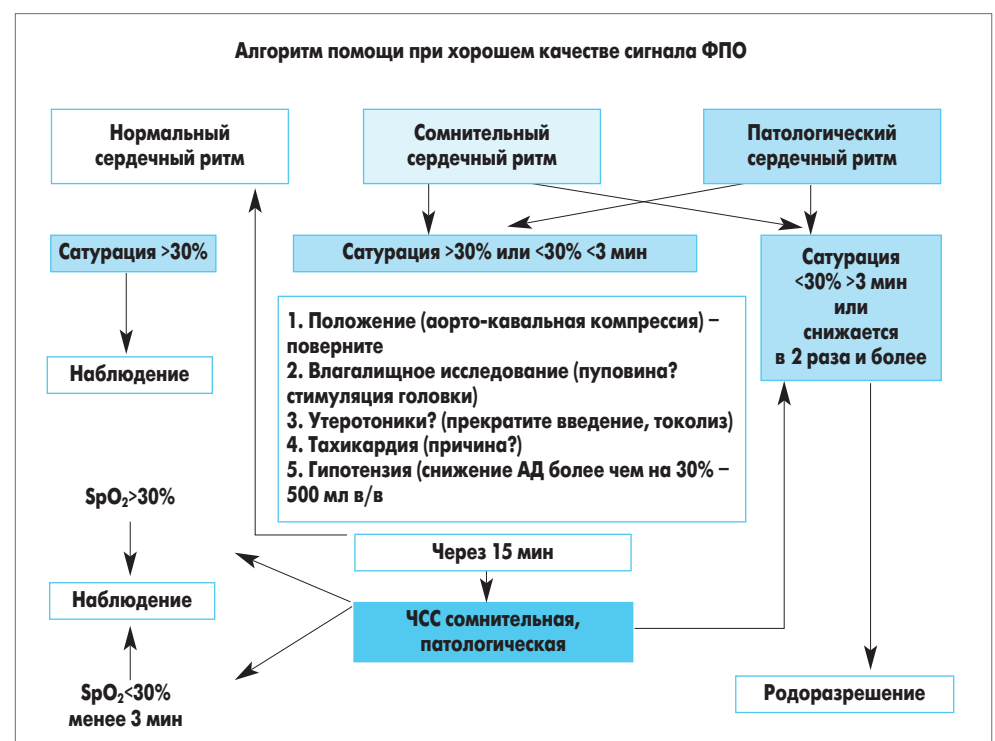 Алгоритм помощи при хорошем качестве сигнала ФПО
Нормальный
сердечный ритм
Сомнительный
сердечный ритм
Патологический
сердечный ритм
Сатурация >30%
Сатурация >30% или <30% <3 мин
Сатурация
<30% >3 мин
или
снижается
в 2 раза и более
Наблюдение
1. Положение (аорто-кавальная компрессия) –
поверните
2. Влагалищное исследование (пуповина?
стимуляция головки)
3. Утеротоники? (прекратите введение, токолиз)
4. Тахикардия (причина?)
5. Гипотензия (снижение АД более чем на 30% –
500 мл в/в
SpO₂>30%
Через 15 мин
Наблюдение
ЧСС сомнительная,
патологическая
SpO₂<30%
менее 3 мин
Родоразрешение